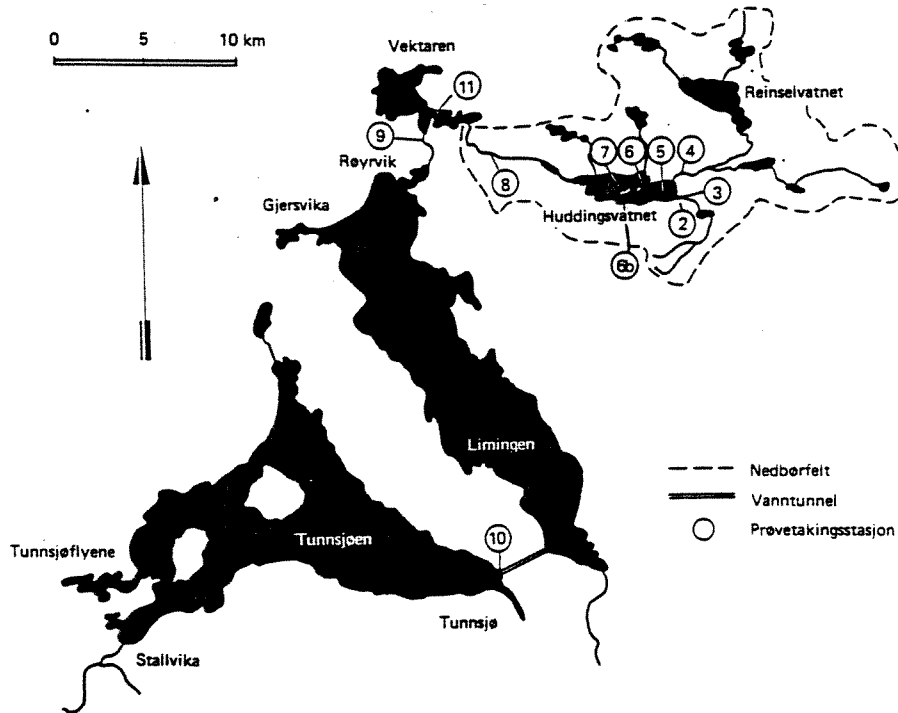 0 5 10 km
Vektaren
11
Reinselvatnet
9
7 6 5 4
Røyrvik
8
3
Gjersvika
Huddingsvatnet
2
6b
Limingen
Nedbørfelt
Vanntunnel
Prøvetakingsstasjon
10
Tunnsjøen
Tunnsjøflyene
Tunnsjø
Stallvika